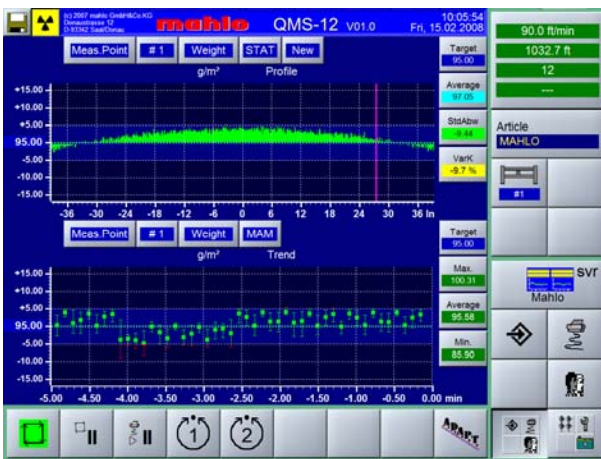 (c) 2007 mahlo GmbH&Co.KG
Donaustrasse 12
D-93342 Saal/Donau
mahlo
QMS-12 V01.0
10:05:54
Fri, 15.02.2008
Meas.Point #1 Weight STAT New
g/m² Profile
Target
95.00
Average
97.05
StdAbw
-9.44
VarK
-9.7 %
+15.00
+10.00
+5.00
95.00
-5.00
-10.00
-15.00
-36 -30 -24 -18 -12 -6 0 6 12 18 24 30 36 In
Meas.Point #1 Weight MAM
g/m² Trend
Target
95.00
Max.
100.31
Average
95.58
Min.
85.90
+15.00
+10.00
+5.00
95.00
-5.00
-10.00
-15.00
-5.00 -4.50 -4.00 -3.50 -3.00 -2.50 -2.00 -1.50 -1.00 -0.50 0.00 min
1
2
APART
90.0 ft/min
1032.7 ft
12
---
Article
MAHLO
#1
svr
Mahlo